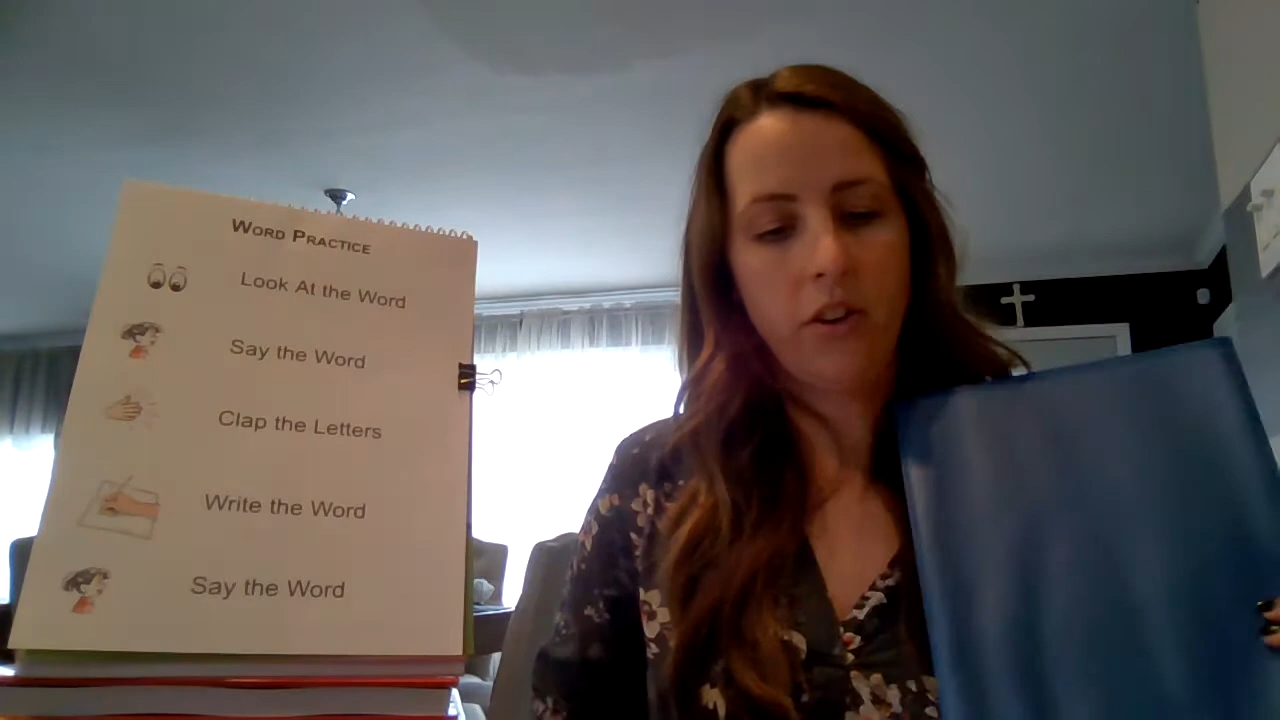 WORD PRACTICE
Look At the Word
Say the Word
Clap the Letters
Write the Word
Say the Word